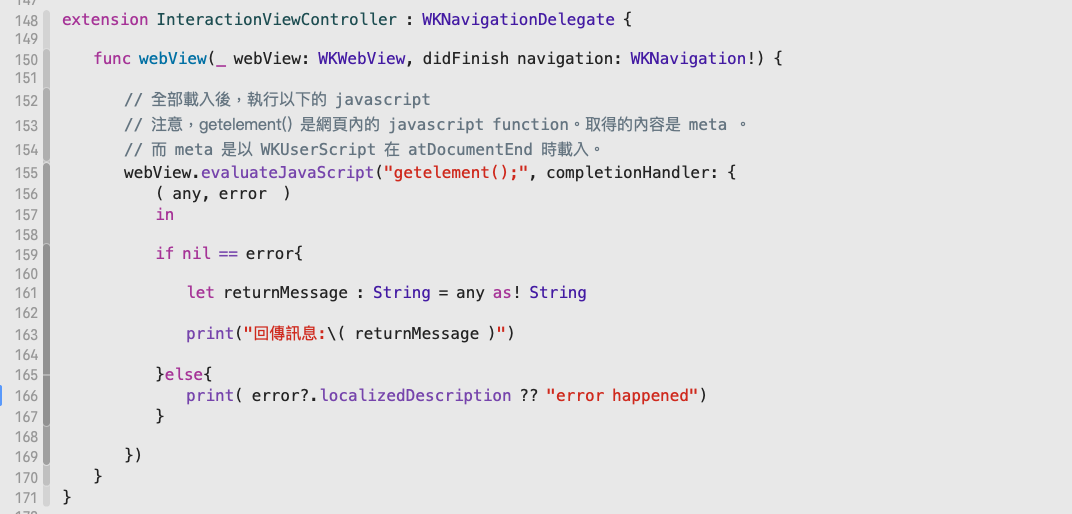 148 extension InteractionViewController : WKNavigationDelegate {
149
150 func webView(_ webView: WKWebView, didFinish navigation: WKNavigation!) {
151
152 // 全部載入後，執行以下的 javascript
153 // 注意，getelement() 是網頁內的 javascript function。取得的內容是 meta 。
154 // 而 meta 是以 WKUserScript 在 atDocumentEnd 時載入。
155 webView.evaluateJavaScript("getelement();", completionHandler: {
156 ( any, error  )
157 in
158
159 if nil == error{
160
161 let returnMessage : String = any as! String
162
163 print("回傳訊息:\( returnMessage )")
164
165 }else{
166 print( error?.localizedDescription ?? "error happened")
167 }
168
169 })
170 }
171 }